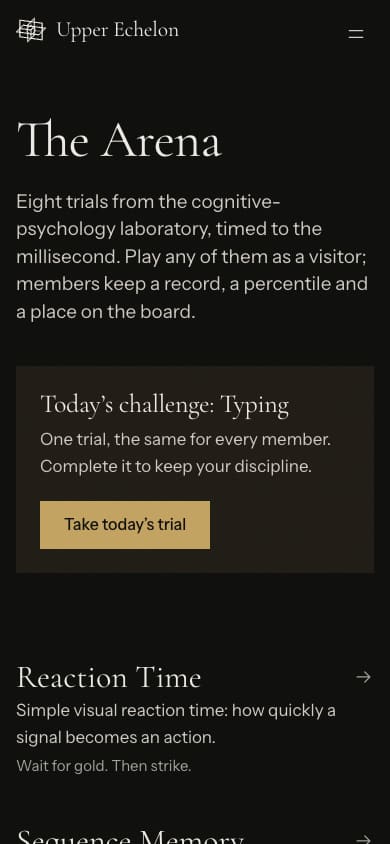 Upper Echelon
The Arena
Eight trials from the cognitive-
psychology laboratory, timed to the
millisecond. Play any of them as a visitor;
members keep a record, a percentile and
a place on the board.
Today’s challenge: Typing
One trial, the same for every member.
Complete it to keep your discipline.
Take today’s trial
Reaction Time
Simple visual reaction time: how quickly a
signal becomes an action.
Wait for gold. Then strike.
Sequence Memory